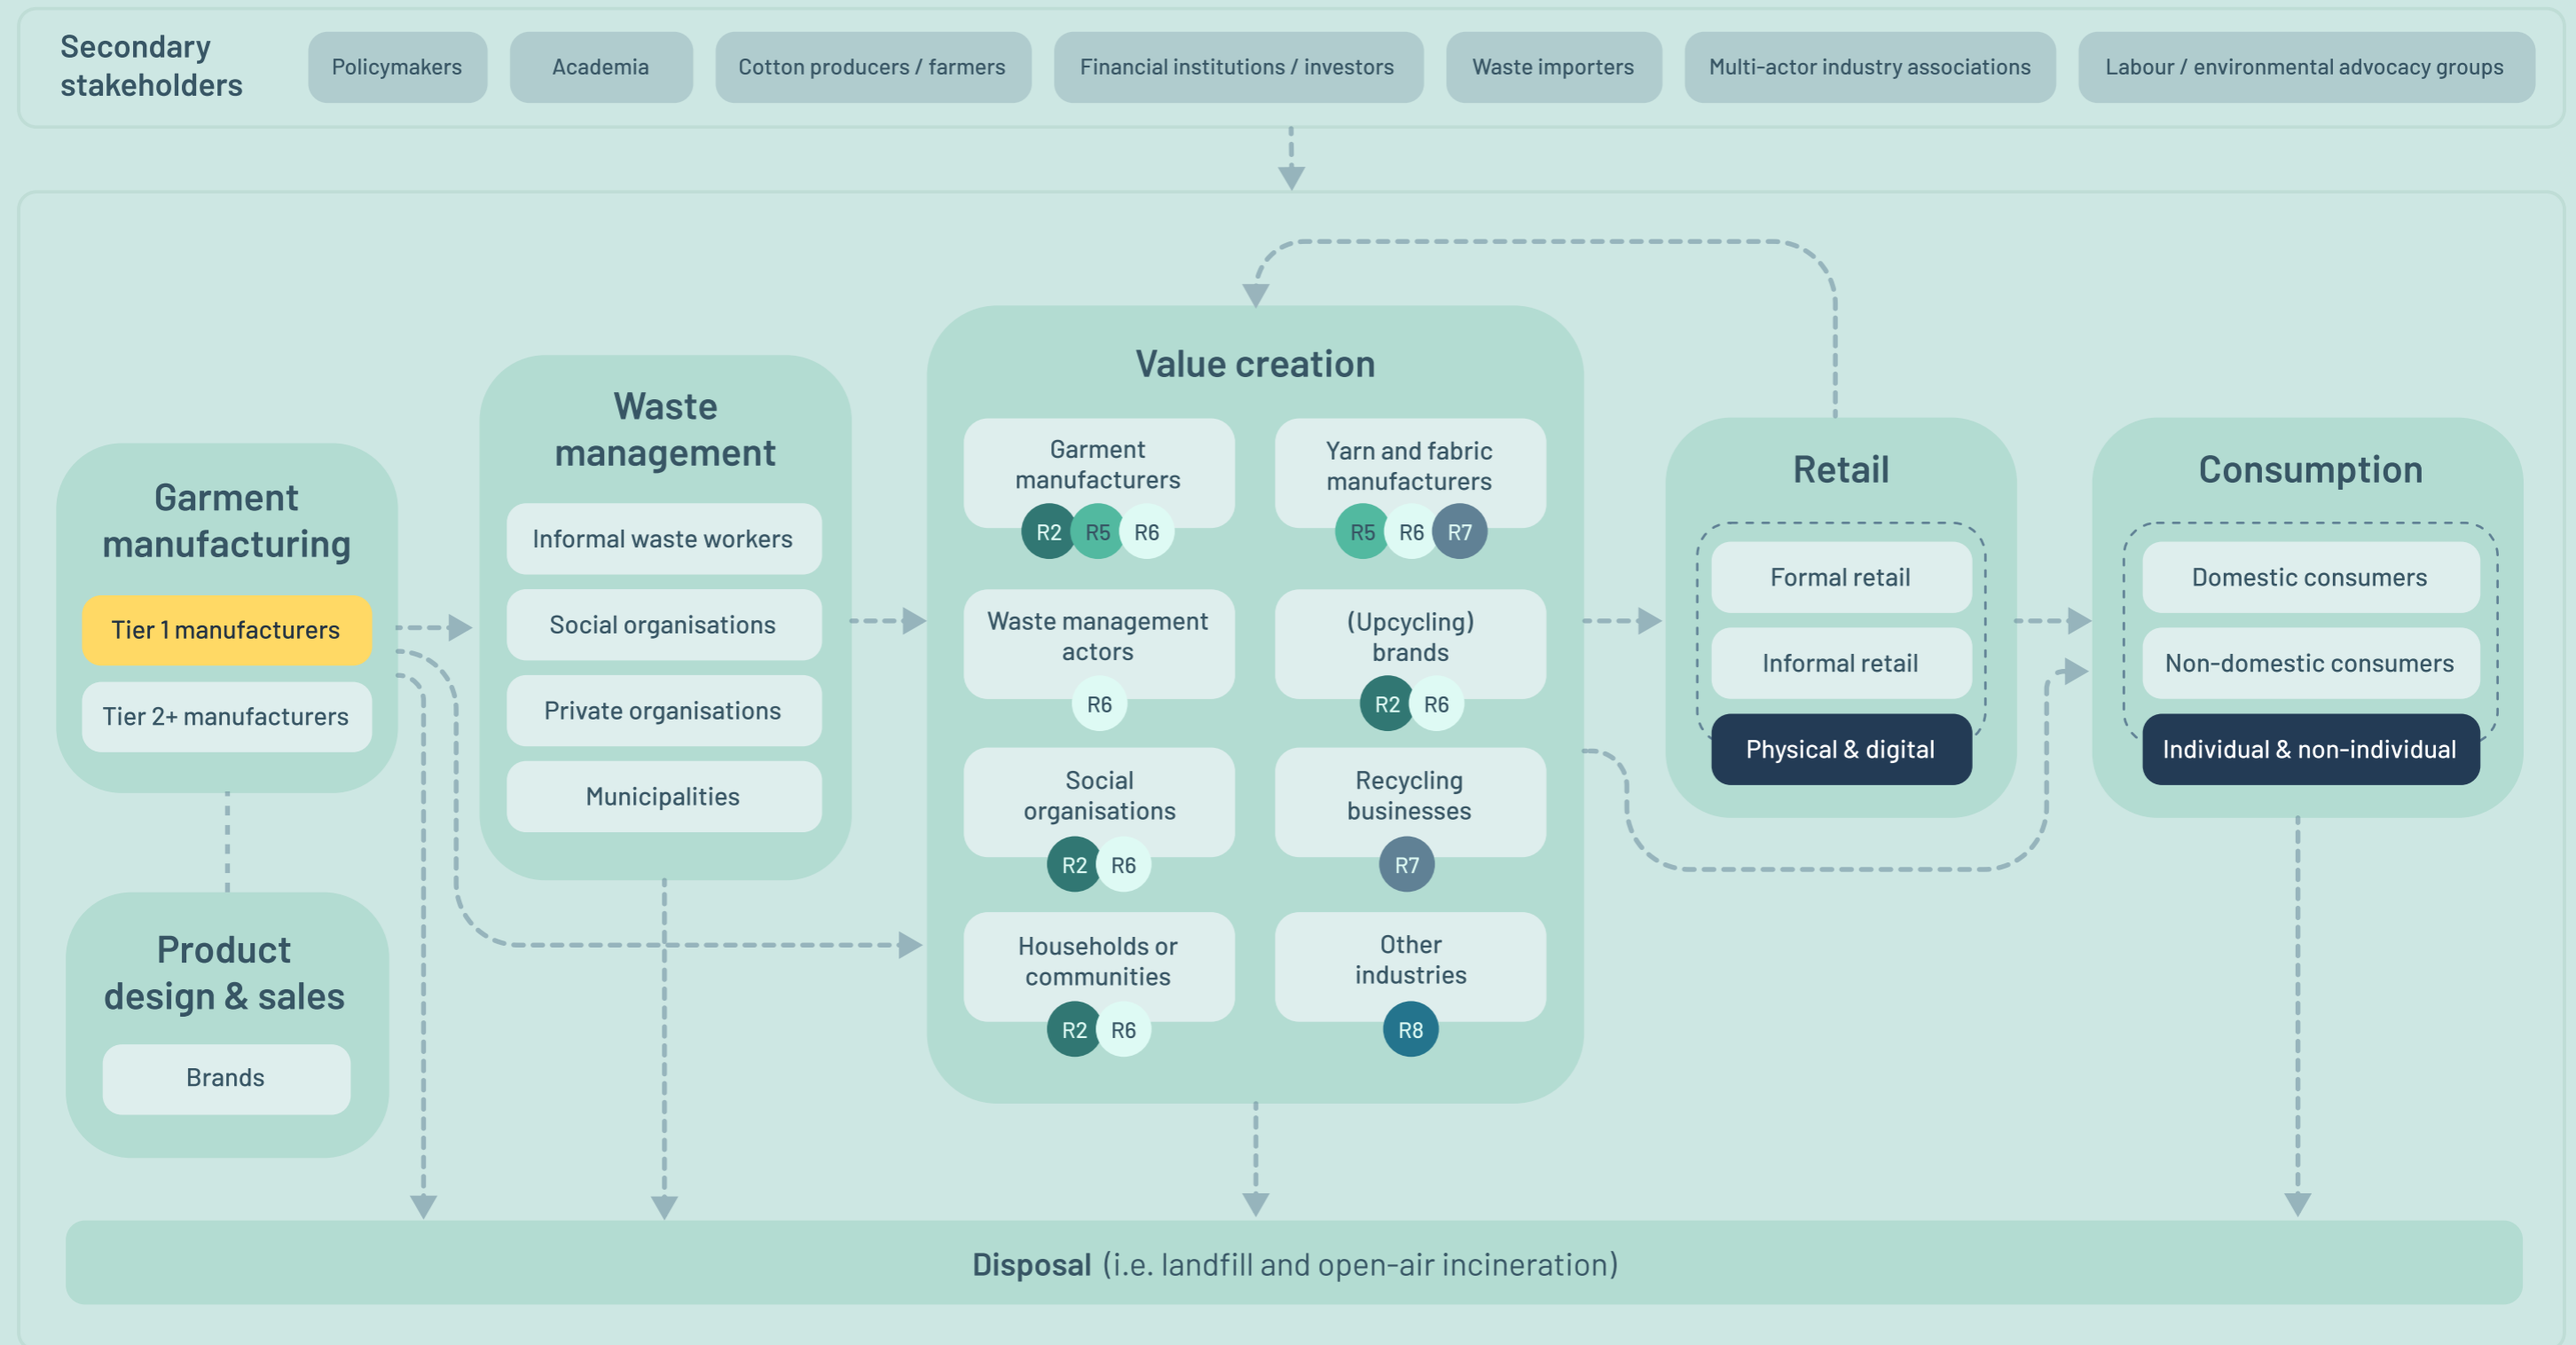 Secondary
stakeholders
Policymakers
Academia
Cotton producers / farmers
Financial institutions / investors
Waste importers
Multi-actor industry associations
Labour / environmental advocacy groups
Garment
manufacturing
Tier 1 manufacturers
Tier 2+ manufacturers
Product
design & sales
Brands
Waste
management
Informal waste workers
Social organisations
Private organisations
Municipalities
Value creation
Garment
manufacturers
R2 R5 R6
Yarn and fabric
manufacturers
R5 R6 R7
Waste management
actors
R6
(Upcycling)
brands
R2 R6
Social
organisations
R2 R6
Recycling
businesses
R7
Households or
communities
R2 R6
Other
industries
R8
Retail
Formal retail
Informal retail
Physical & digital
Consumption
Domestic consumers
Non-domestic consumers
Individual & non-individual
Disposal (i.e. landfill and open-air incineration)